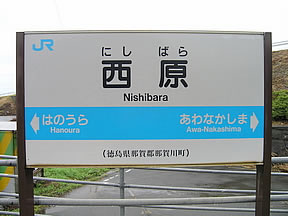 JR
にしばら
西原
Nishibara
はのうら あわなかしま
Hanoura Awa-Nakashima
(徳島県那賀郡那賀川町)